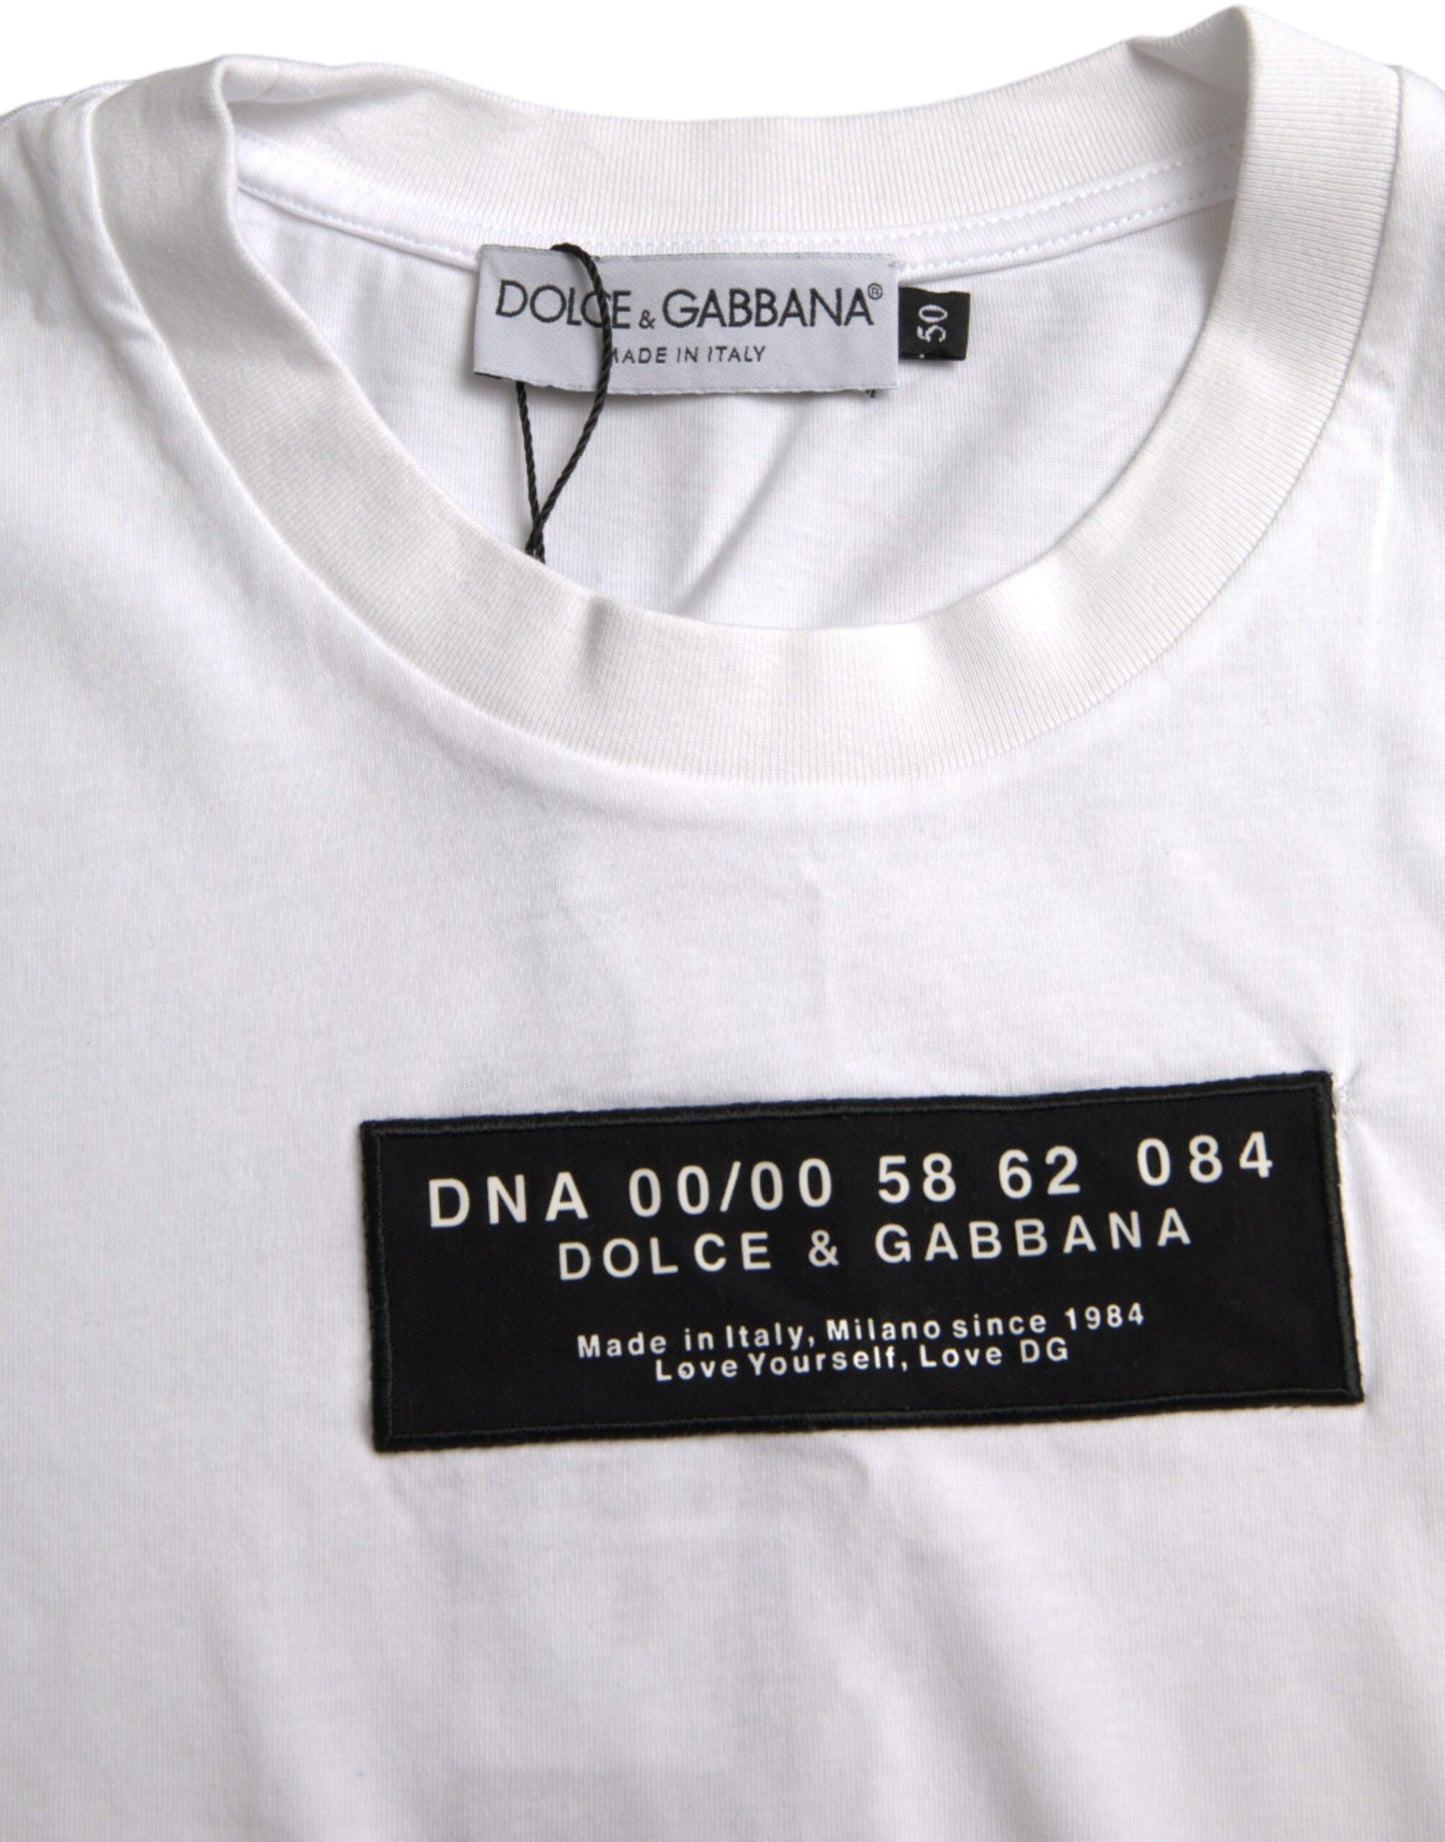 DOLCE & GABBANA®
MADE IN ITALY
50
DNA 00/00 58 62 084
DOLCE & GABBANA
Made in Italy, Milano since 1984
Love Yourself, Love DG